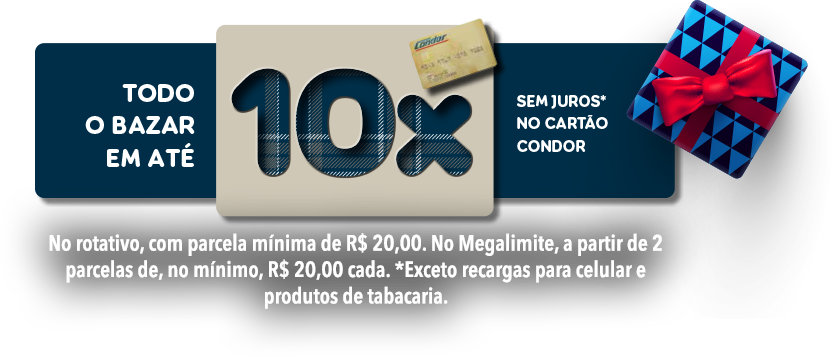 TODO
O BAZAR
EM ATÉ
10x
Condor
SEM JUROS*
NO CARTÃO
CONDOR
No rotativo, com parcela mínima de R$ 20,00. No Megalimite, a partir de 2
parcelas de, no mínimo, R$ 20,00 cada. *Exceto recargas para celular e
produtos de tabacaria.